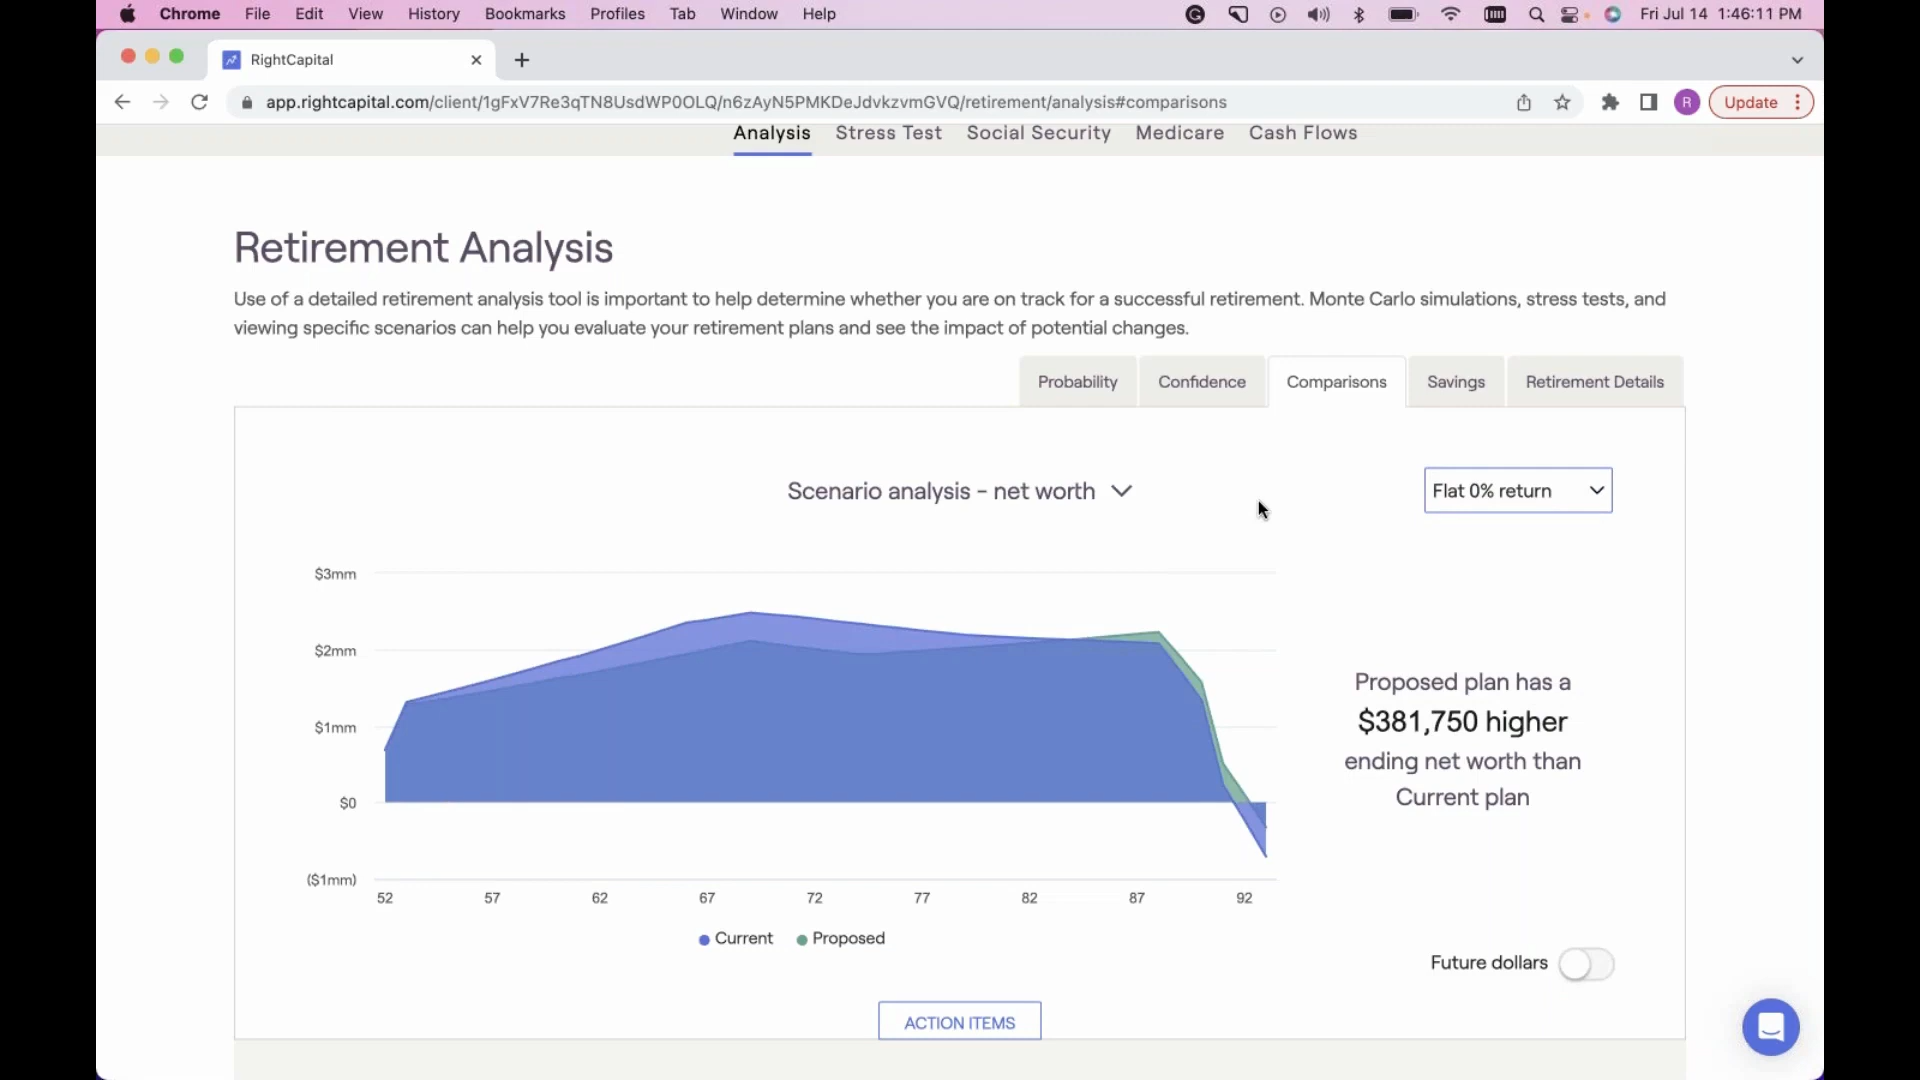 Chrome File Edit View History Bookmarks Profiles Tab Window Help Fri Jul 14 1:46:11 PM
RightCapital
app.rightcapital.com/client/1gFxV7Re3qTN8UsdWP0OLQ/n6zAyN5PMKDeJdvkzvmGVQ/retirement/analysis#comparisons R Update
Analysis Stress Test Social Security Medicare Cash Flows
Retirement Analysis
Use of a detailed retirement analysis tool is important to help determine whether you are on track for a successful retirement. Monte Carlo simulations, stress tests, and
viewing specific scenarios can help you evaluate your retirement plans and see the impact of potential changes.
Probability Confidence Comparisons Savings Retirement Details
Scenario analysis - net worth
Flat 0% return
$3mm
$2mm
$1mm
$0
($1mm)
52 57 62 67 72 77 82 87 92
Current Proposed
Proposed plan has a
$381,750 higher
ending net worth than
Current plan
Future dollars
ACTION ITEMS